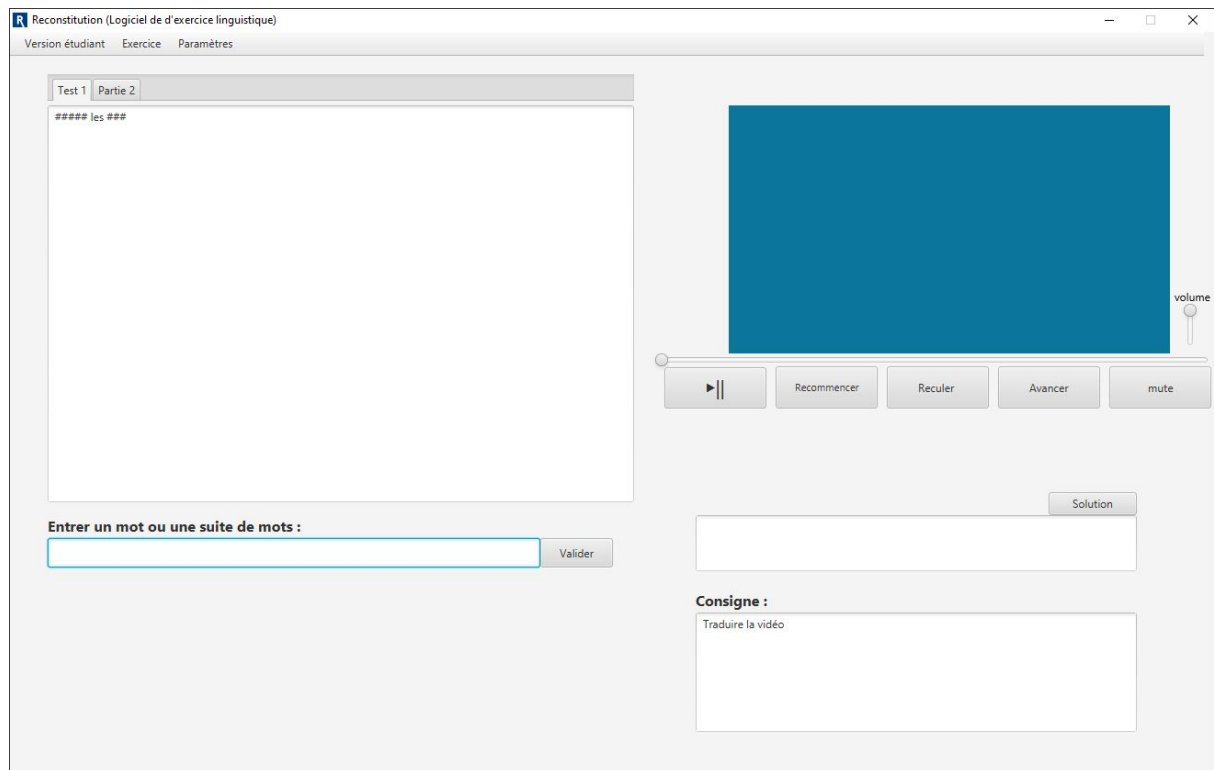 R Reconstitution (Logiciel de d'exercice linguistique)
Version étudiant Exercice Paramètres
Test 1 Partie 2
##### les ###
volume
►|| Recommencer Reculer Avancer mute
Solution
Entrer un mot ou une suite de mots :
Valider
Consigne :
Traduire la vidéo